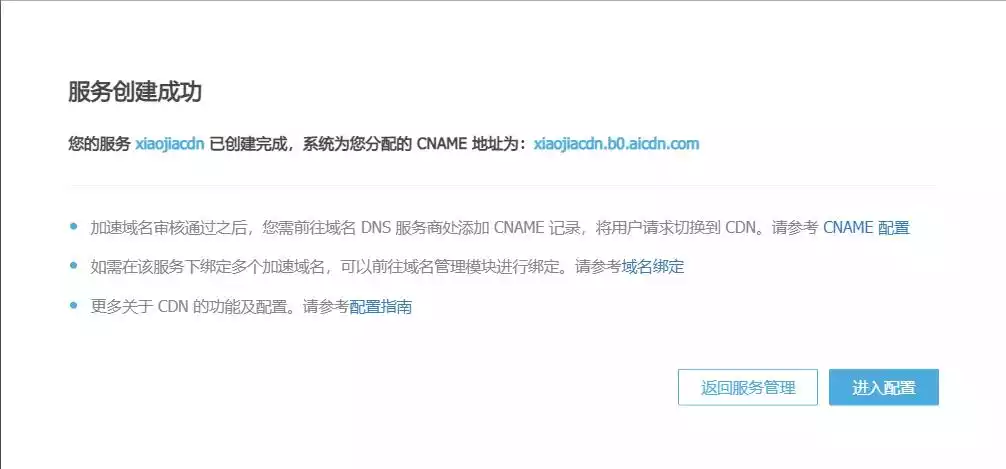 服务创建成功
您的服务 xiaojiacdn 已创建完成，系统为您分配的 CNAME 地址为：xiaojiacdn.b0.aicdn.com
加速域名审核通过之后，您需前往域名 DNS 服务商处添加 CNAME 记录，将用户请求切换到 CDN。请参考 CNAME 配置
如需在该服务下绑定多个加速域名，可以前往域名管理模块进行绑定。请参考域名绑定
更多关于 CDN 的功能及配置。请参考配置指南
返回服务管理 进入配置